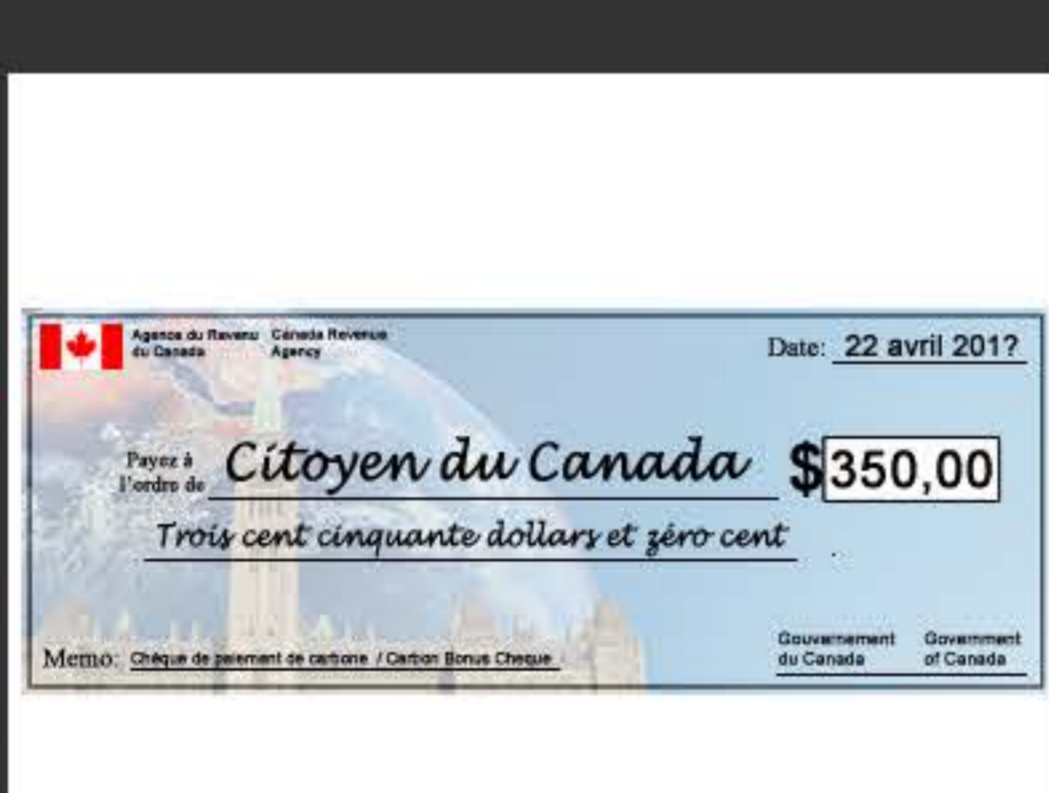 Agence du Revenu du Canada
Canada Revenue Agency
Date: 22 avril 201?
Payez à l'ordre de Citoyen du Canada $350,00
Trois cent cinquante dollars et zéro cent
Memo: Chèque de paiement de carbone / Carbon Bonus Cheque
Gouvernement du Canada
Government of Canada